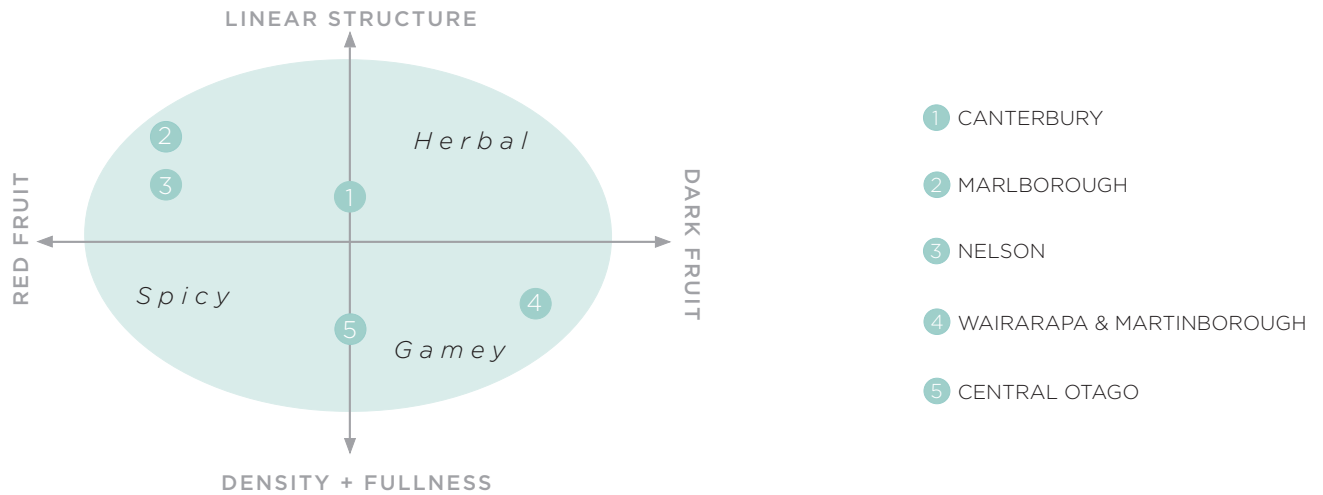 LINEAR STRUCTURE
2
Herbal
3
1
RED FRUIT
DARK FRUIT
Spicy
4
5
Gamey
DENSITY + FULLNESS
1 CANTERBURY
2 MARLBOROUGH
3 NELSON
4 WAIRARAPA & MARTINBOROUGH
5 CENTRAL OTAGO